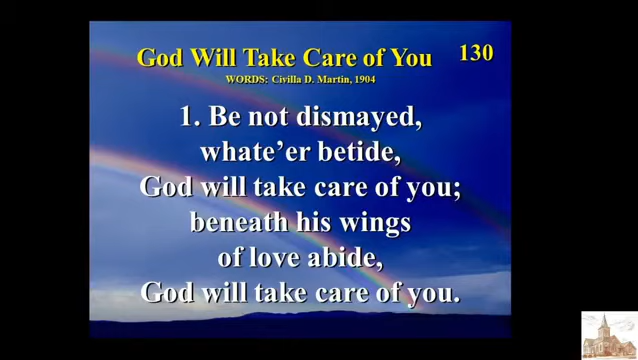 God Will Take Care of You 130
WORDS: Civilla D. Martin, 1904
1. Be not dismayed,
whate’er betide,
God will take care of you;
beneath his wings
of love abide,
God will take care of you.